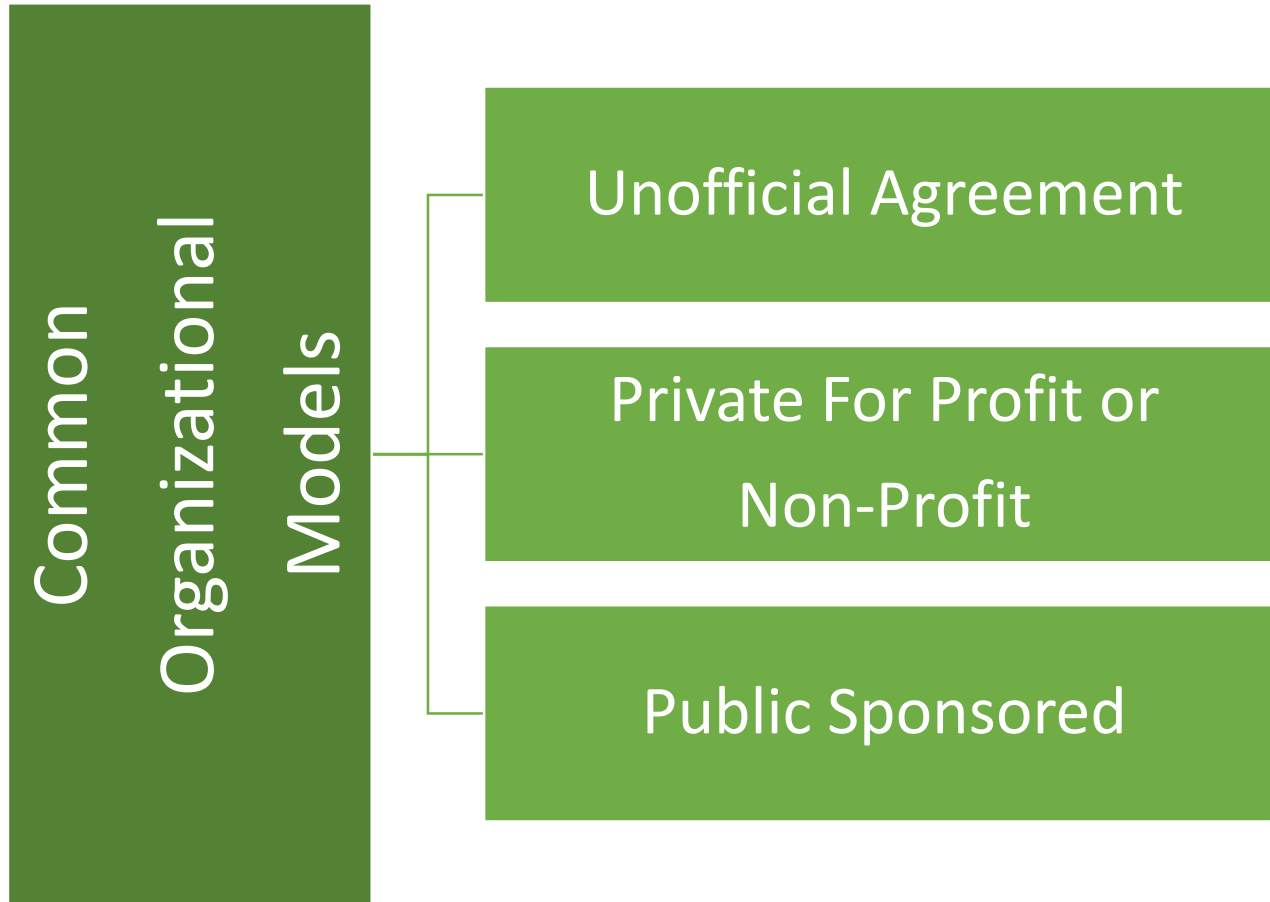 Common
Organizational
Models
Unofficial Agreement
Private For Profit or
Non-Profit
Public Sponsored